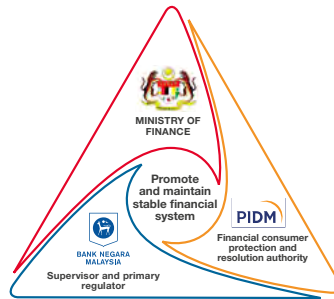 MINISTRY OF
FINANCE
Promote
and maintain
stable financial
system
BANK NEGARA
MALAYSIA
Supervisor and primary
regulator
PIDM
Financial consumer
protection and
resolution authority